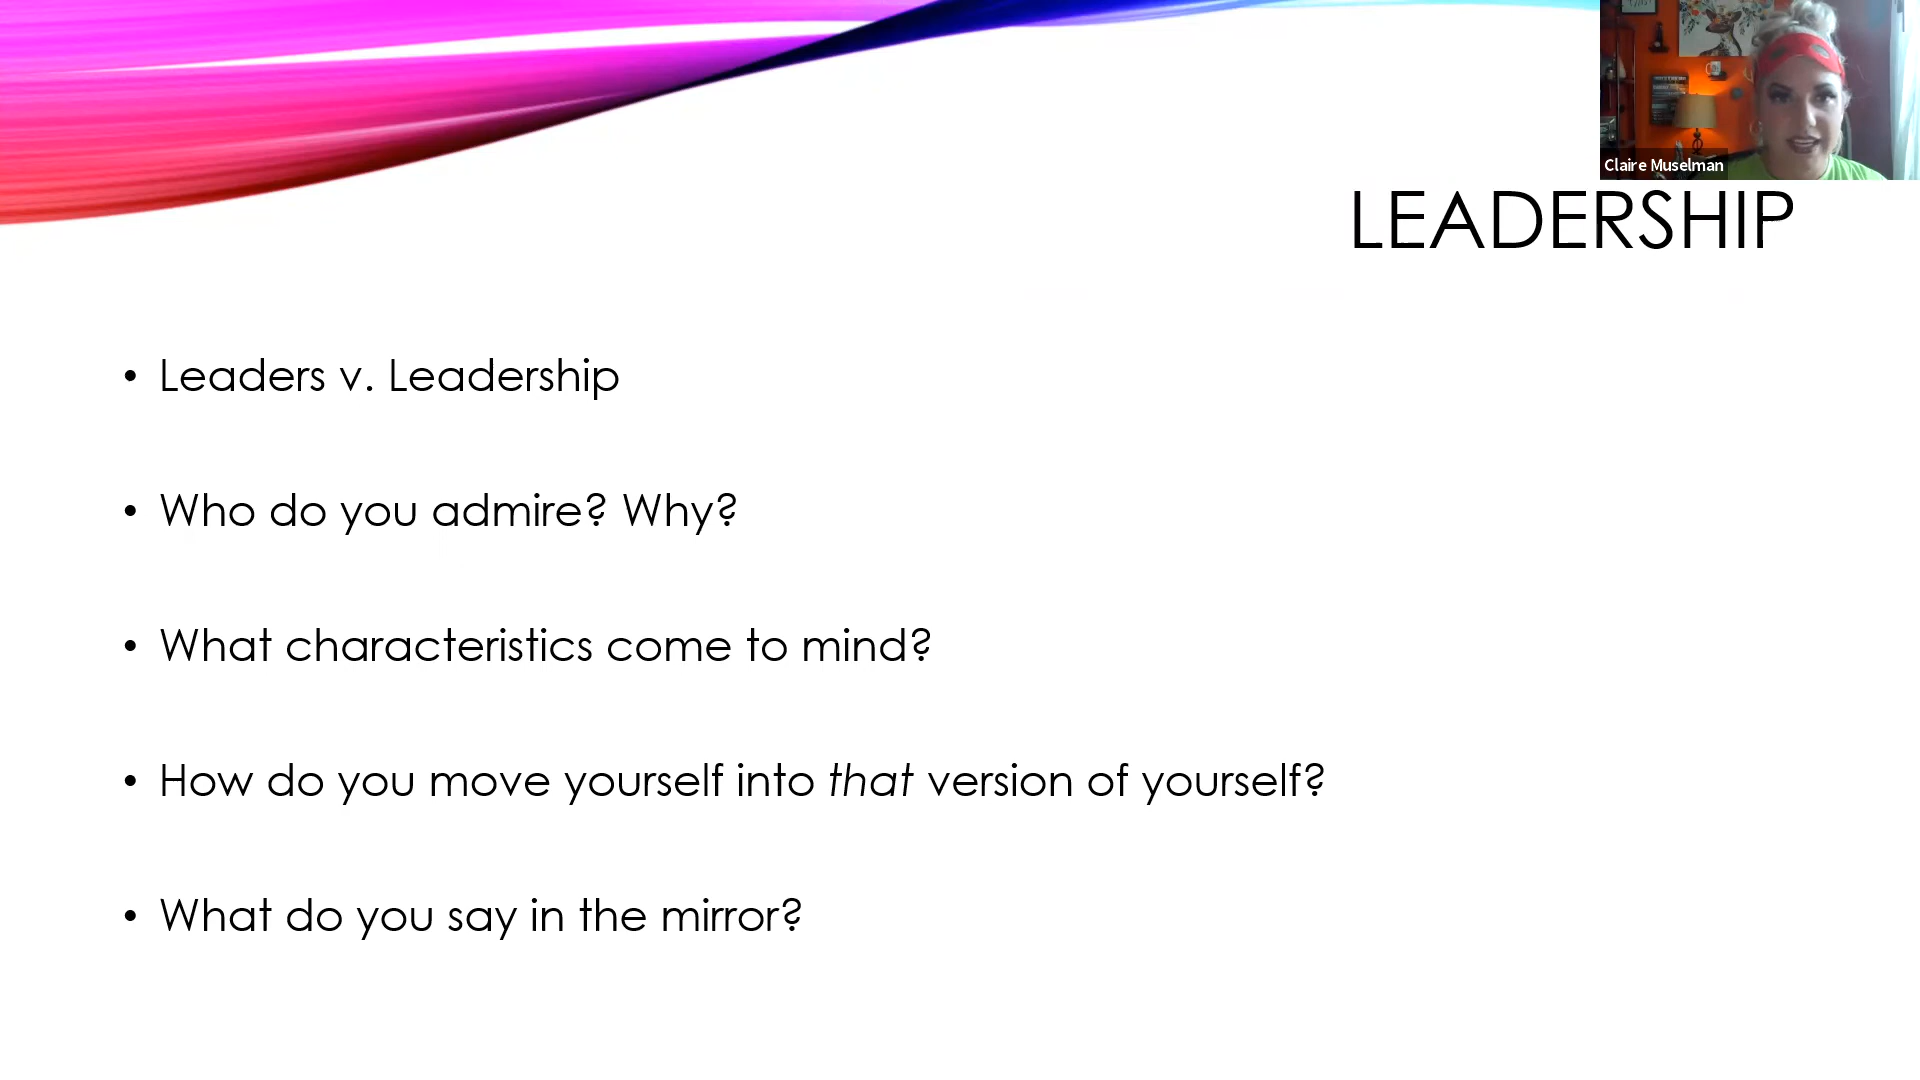 Claire Muselman
LEADERSHIP
• Leaders v. Leadership
• Who do you admire? Why?
• What characteristics come to mind?
• How do you move yourself into that version of yourself?
• What do you say in the mirror?